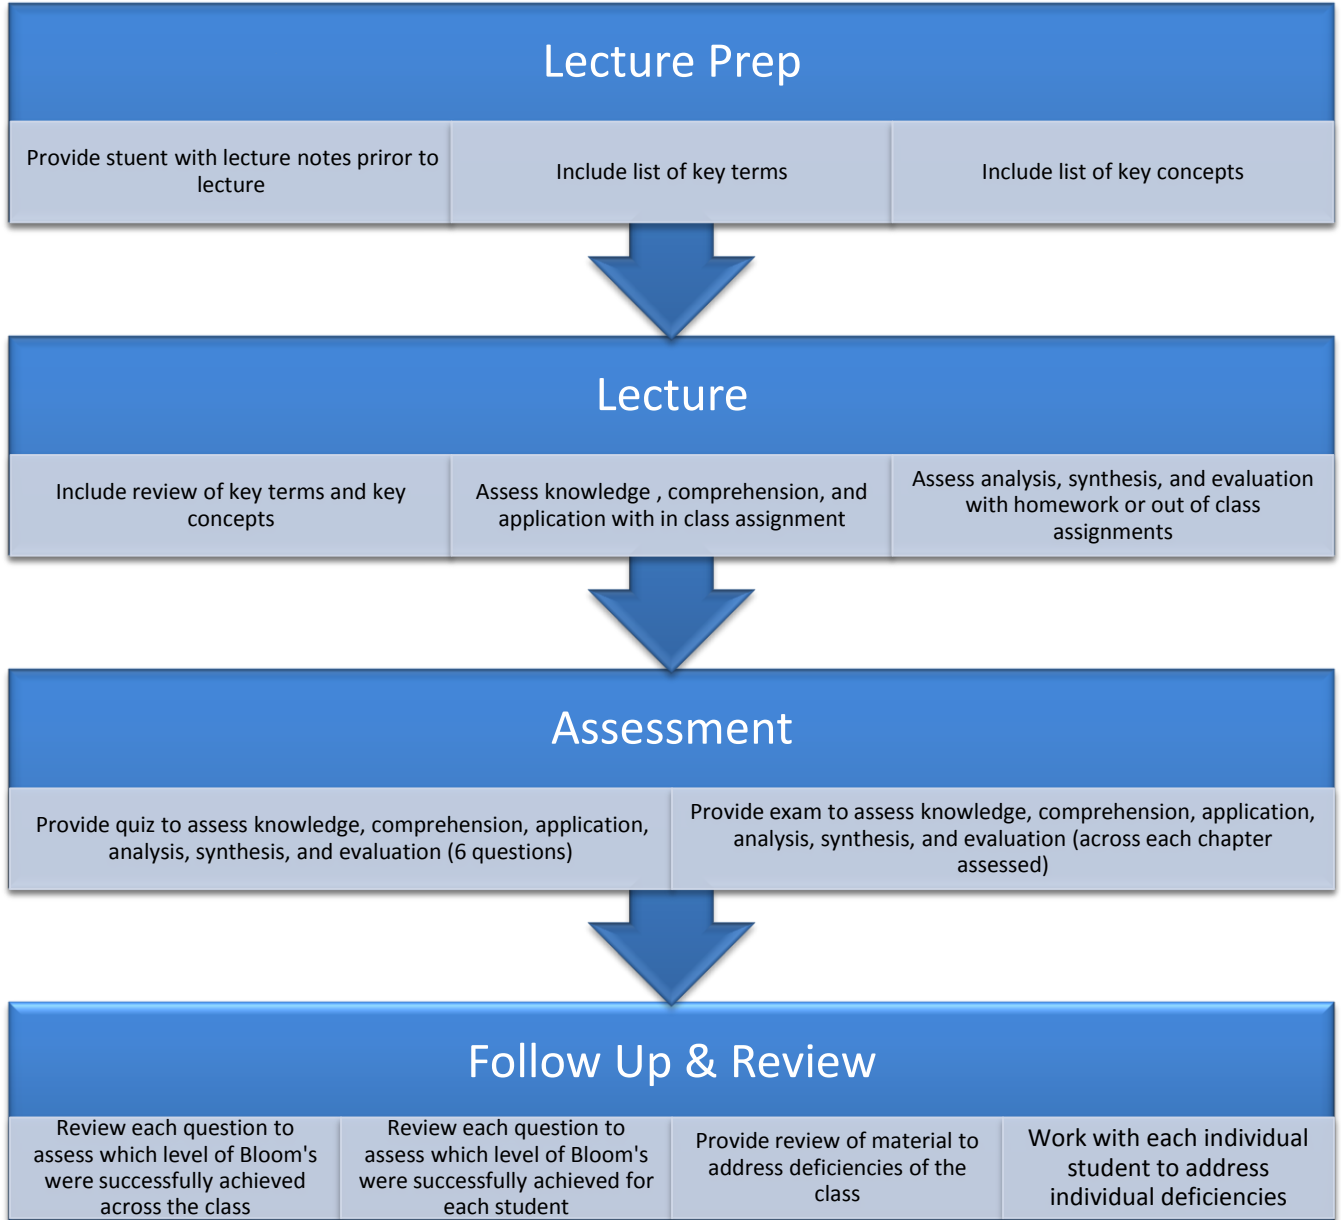 Lecture Prep
Provide stuent with lecture notes priror to
lecture
Include list of key terms
Include list of key concepts
Lecture
Include review of key terms and key
concepts
Assess knowledge , comprehension, and
application with in class assignment
Assess analysis, synthesis, and evaluation
with homework or out of class
assignments
Assessment
Provide quiz to assess knowledge, comprehension, application,
analysis, synthesis, and evaluation (6 questions)
Provide exam to assess knowledge, comprehension, application,
analysis, synthesis, and evaluation (across each chapter
assessed)
Follow Up & Review
Review each question to
assess which level of Bloom's
were successfully achieved
across the class
Review each question to
assess which level of Bloom's
were successfully achieved for
each student
Provide review of material to
address deficiencies of the
class
Work with each individual
student to address
individual deficiencies